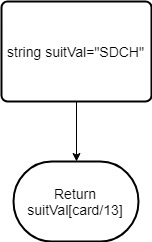 string suitVal="SDCH"
Return
suitVal[card/13]